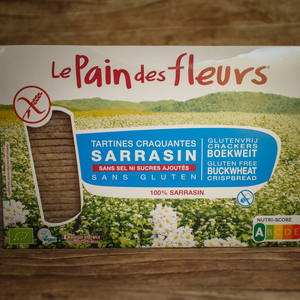 Le Pain des fleurs
TARTINES CRAQUANTES
SARRASIN
SANS SEL NI SUCRES AJOUTÉS
SANS GLUTEN
GLUTENVRIJ
CRACKERS
BOEKWEIT
GLUTEN FREE
BUCKWHEAT
CRISPBREAD
100% SARRASIN
NUTRI-SCORE
A B C D E